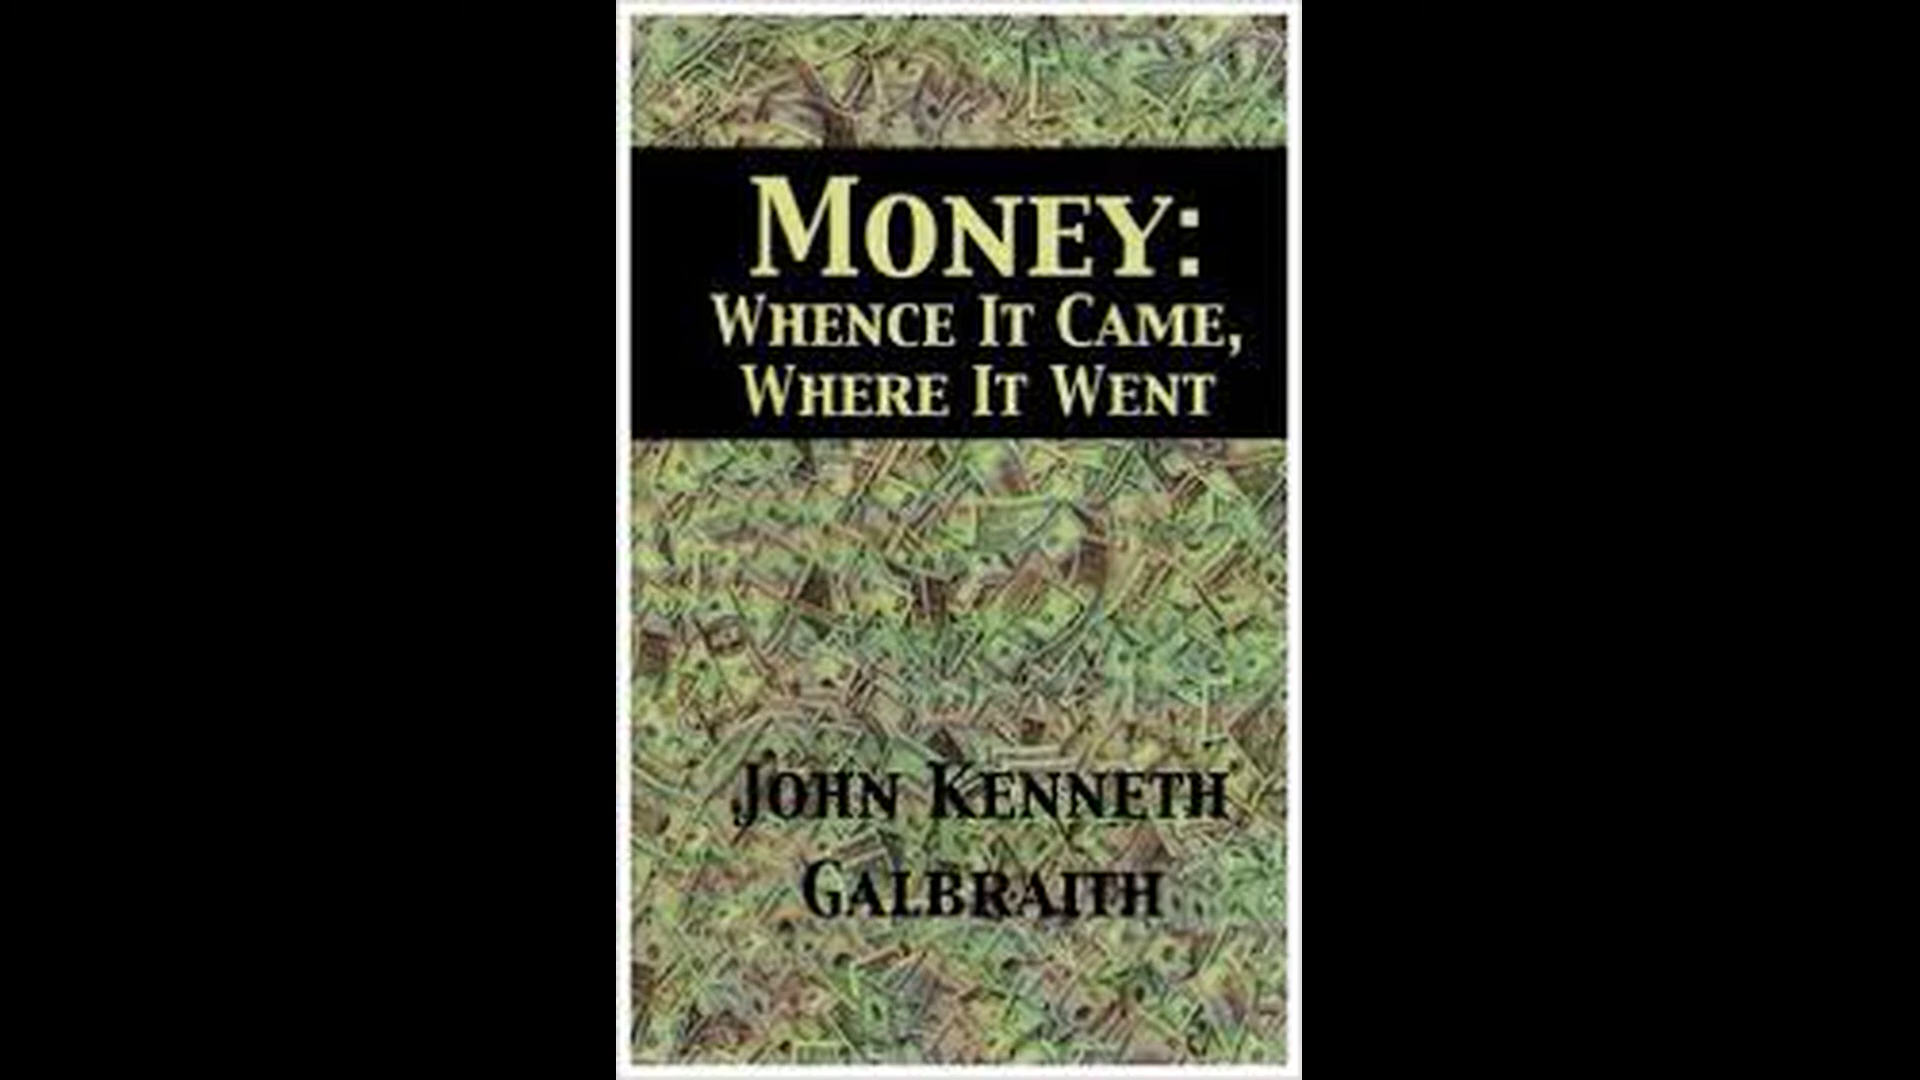 MONEY:
WHENCE IT CAME,
WHERE IT WENT
JOHN KENNETH
GALBRAITH